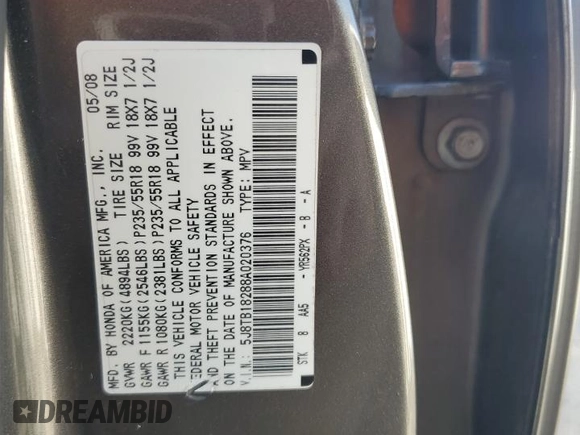 MFD. BY HONDA OF AMERICA MFG., INC. 05/08
GVWR 2220KG(4894LBS) TIRE SIZE RIM SIZE
GAWR F 1155KG(2546LBS)P235/55R18 99V 18X7 1/2J
GAWR R 1080KG(2381LBS)P235/55R18 99V 18X7 1/2J
THIS VEHICLE CONFORMS TO ALL APPLICABLE
FEDERAL MOTOR VEHICLE SAFETY
AND THEFT PREVENTION STANDARDS IN EFFECT
ON THE DATE OF MANUFACTURE SHOWN ABOVE.
V.I.N.: 5J8TB18288A020376 TYPE: MPV
STK 8 AA5 - YR562PX - B - A
DREAMBID